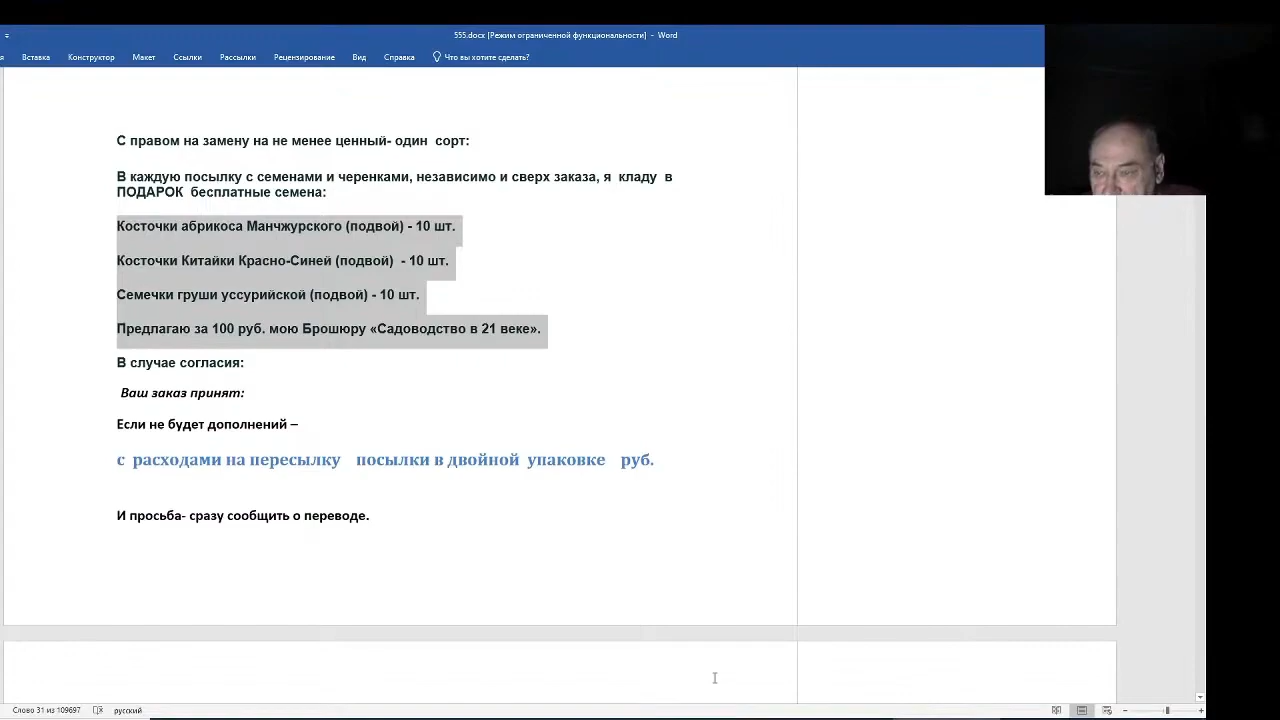 555.docx [Режим ограниченной функциональности] - Word
Вставка Конструктор Макет Ссылки Рассылки Рецензирование Вид Справка Что вы хотите сделать?
С правом на замену на не менее ценный- один сорт:
В каждую посылку с семенами и черенками, независимо и сверх заказа, я кладу в
ПОДАРОК бесплатные семена:
Косточки абрикоса Манчжурского (подвой) - 10 шт.
Косточки Китайки Красно-Синей (подвой) - 10 шт.
Семечки груши уссурийской (подвой) - 10 шт.
Предлагаю за 100 руб. мою Брошюру «Садоводство в 21 веке».
В случае согласия:
Ваш заказ принят:
Если не будет дополнений –
с расходами на пересылку посылки в двойной упаковке руб.
И просьба- сразу сообщить о переводе.
Слово 31 из 109697 русский